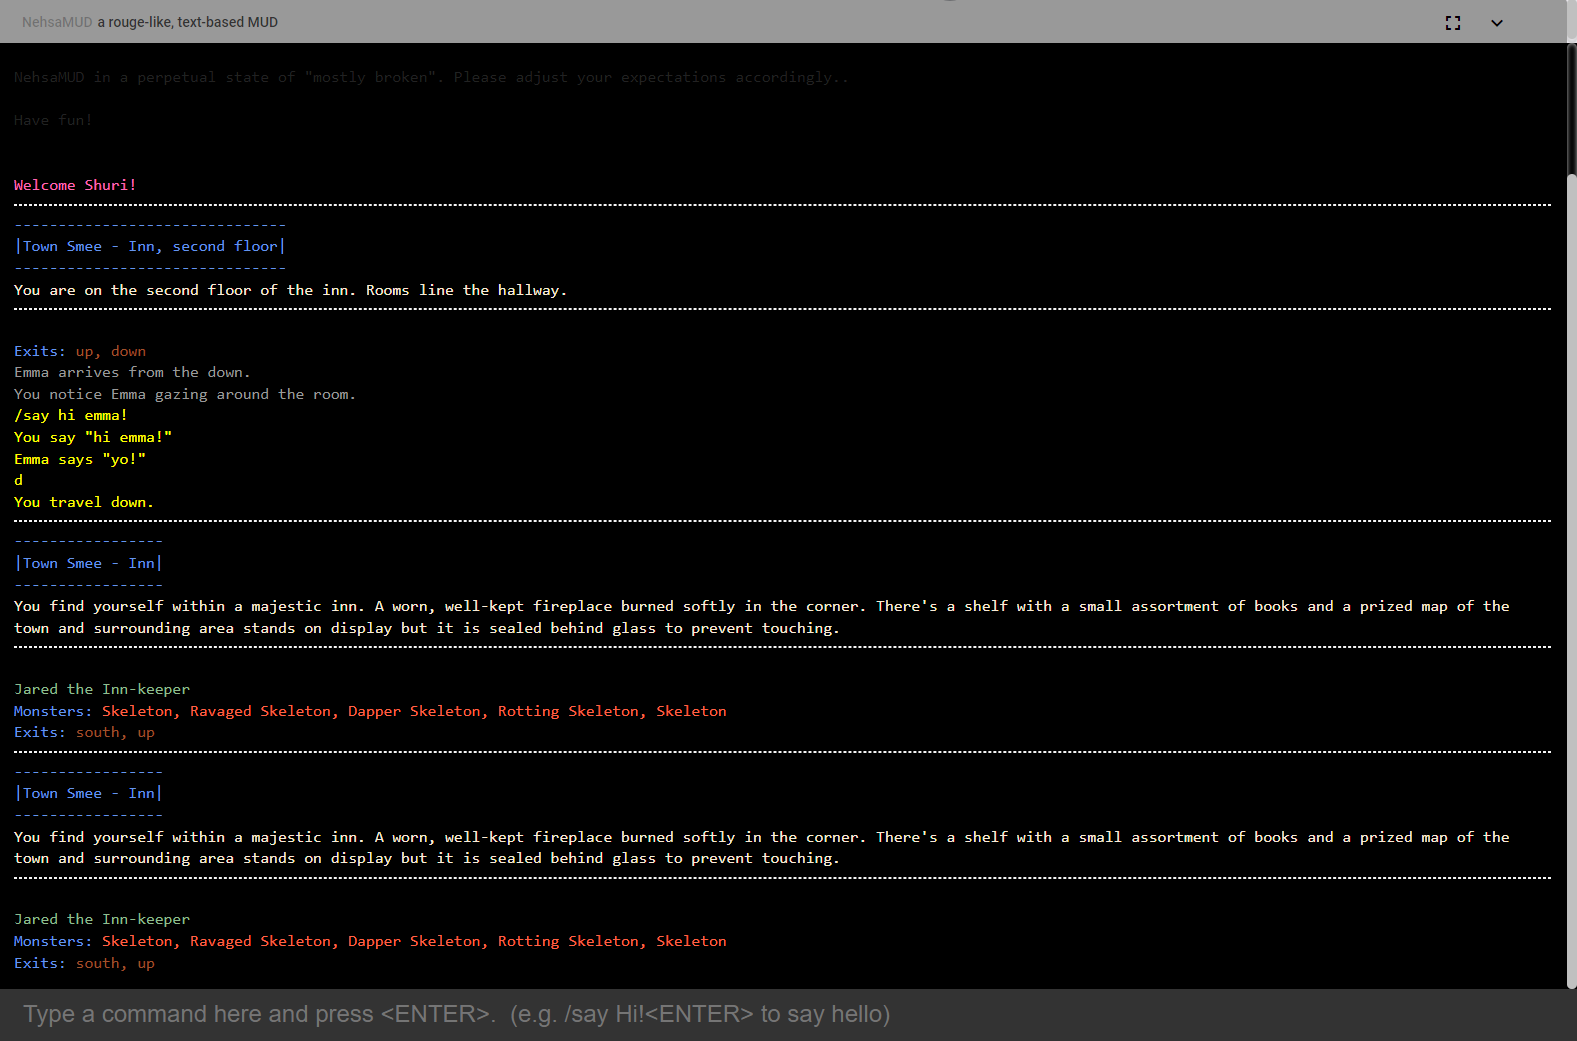 NehsaMUD a rouge-like, text-based MUD
NehsaMUD in a perpetual state of "mostly broken". Please adjust your expectations accordingly..
Have fun!
Welcome Shuri!
-------------------------------
|Town Smee - Inn, second floor|
-------------------------------
You are on the second floor of the inn. Rooms line the hallway.
Exits: up, down
Emma arrives from the down.
You notice Emma gazing around the room.
/say hi emma!
You say "hi emma!"
Emma says "yo!"
d
You travel down.
-----------------
|Town Smee - Inn|
-----------------
You find yourself within a majestic inn. A worn, well-kept fireplace burned softly in the corner. There's a shelf with a small assortment of books and a prized map of the
town and surrounding area stands on display but it is sealed behind glass to prevent touching.
Jared the Inn-keeper
Monsters: Skeleton, Ravaged Skeleton, Dapper Skeleton, Rotting Skeleton, Skeleton
Exits: south, up
-----------------
|Town Smee - Inn|
-----------------
You find yourself within a majestic inn. A worn, well-kept fireplace burned softly in the corner. There's a shelf with a small assortment of books and a prized map of the
town and surrounding area stands on display but it is sealed behind glass to prevent touching.
Jared the Inn-keeper
Monsters: Skeleton, Ravaged Skeleton, Dapper Skeleton, Rotting Skeleton, Skeleton
Exits: south, up
Type a command here and press <ENTER>.  (e.g. /say Hi!<ENTER> to say hello)